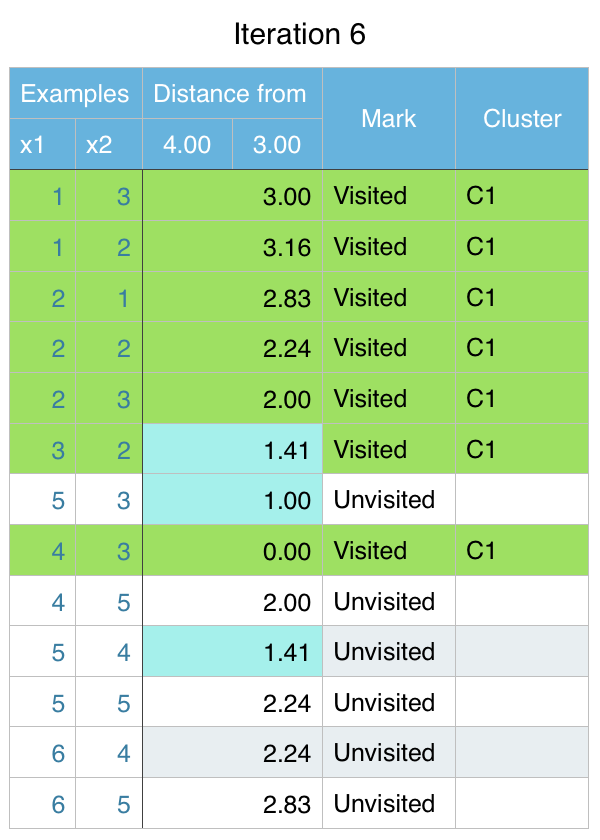 Iteration 6
Examples Distance from Mark Cluster
x1 x2 4.00 3.00
1 3 3.00 Visited C1
1 2 3.16 Visited C1
2 1 2.83 Visited C1
2 2 2.24 Visited C1
2 3 2.00 Visited C1
3 2 1.41 Visited C1
5 3 1.00 Unvisited
4 3 0.00 Visited C1
4 5 2.00 Unvisited
5 4 1.41 Unvisited
5 5 2.24 Unvisited
6 4 2.24 Unvisited
6 5 2.83 Unvisited